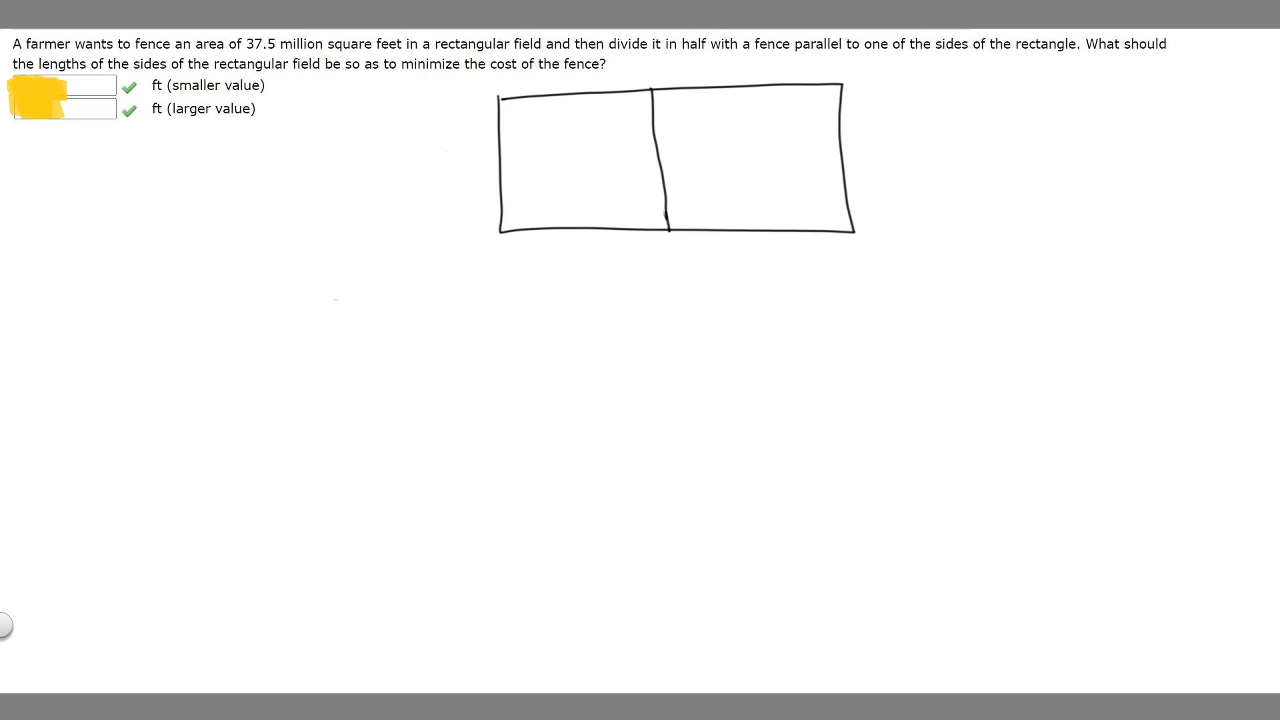 A farmer wants to fence an area of 37.5 million square feet in a rectangular field and then divide it in half with a fence parallel to one of the sides of the rectangle. What should
the lengths of the sides of the rectangular field be so as to minimize the cost of the fence?
ft (smaller value)
ft (larger value)